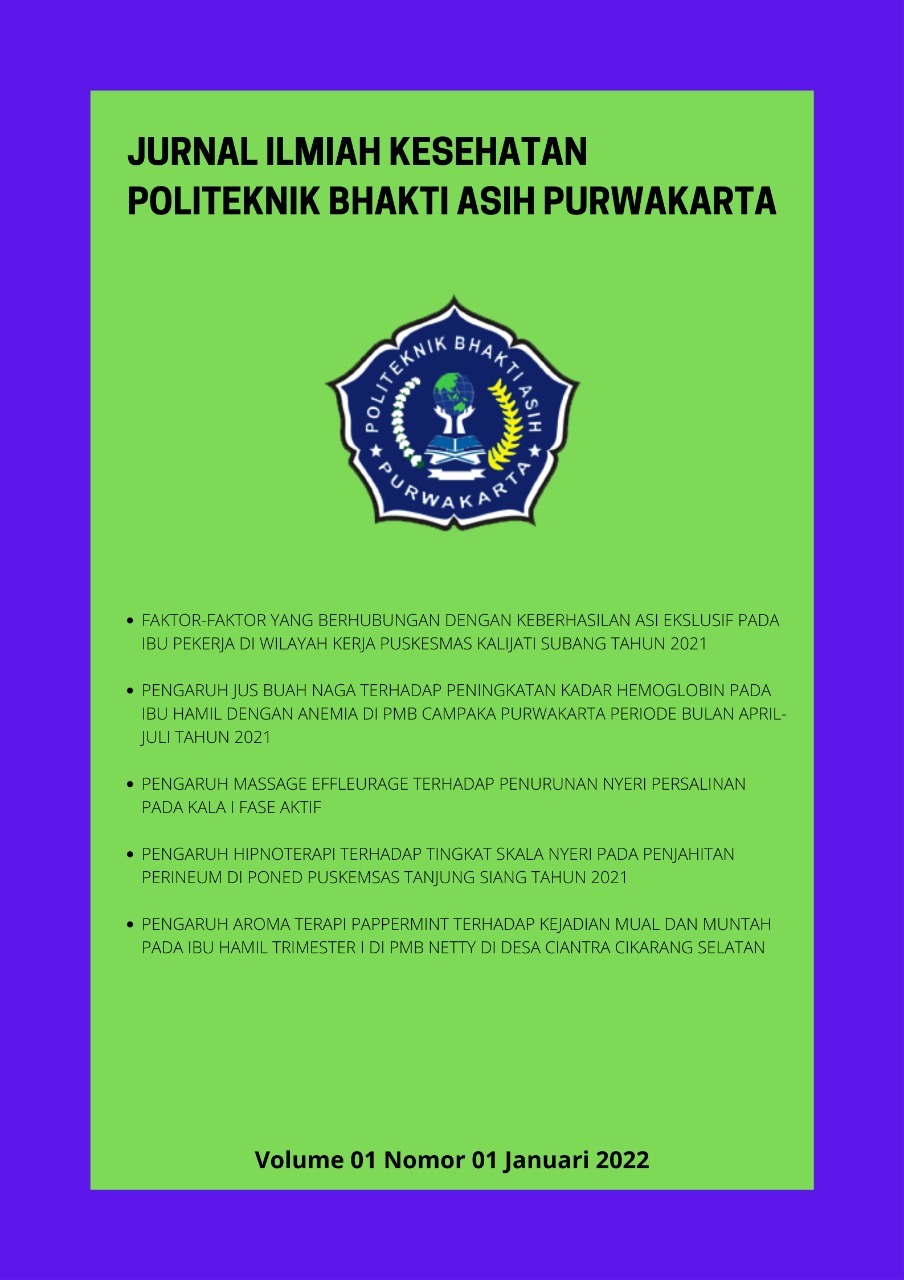 JURNAL ILMIAH KESEHATAN
POLITEKNIK BHAKTI ASIH PURWAKARTA
POLITEKNIK BHAKTI ASIH
PURWAKARTA
• FAKTOR-FAKTOR YANG BERHUBUNGAN DENGAN KEBERHASILAN ASI EKSLUSIF PADA
IBU PEKERJA DI WILAYAH KERJA PUSKESMAS KALIJATI SUBANG TAHUN 2021
• PENGARUH JUS BUAH NAGA TERHADAP PENINGKATAN KADAR HEMOGLOBIN PADA
IBU HAMIL DENGAN ANEMIA DI PMB CAMPAKA PURWAKARTA PERIODE BULAN APRIL-
JULI TAHUN 2021
• PENGARUH MASSAGE EFFLEURAGE TERHADAP PENURUNAN NYERI PERSALINAN
PADA KALA I FASE AKTIF
• PENGARUH HIPNOTERAPI TERHADAP TINGKAT SKALA NYERI PADA PENJAHITAN
PERINEUM DI PONED PUSKEMSAS TANJUNG SIANG TAHUN 2021
• PENGARUH AROMA TERAPI PAPPERMINT TERHADAP KEJADIAN MUAL DAN MUNTAH
PADA IBU HAMIL TRIMESTER I DI PMB NETTY DI DESA CIANTRA CIKARANG SELATAN
Volume 01 Nomor 01 Januari 2022